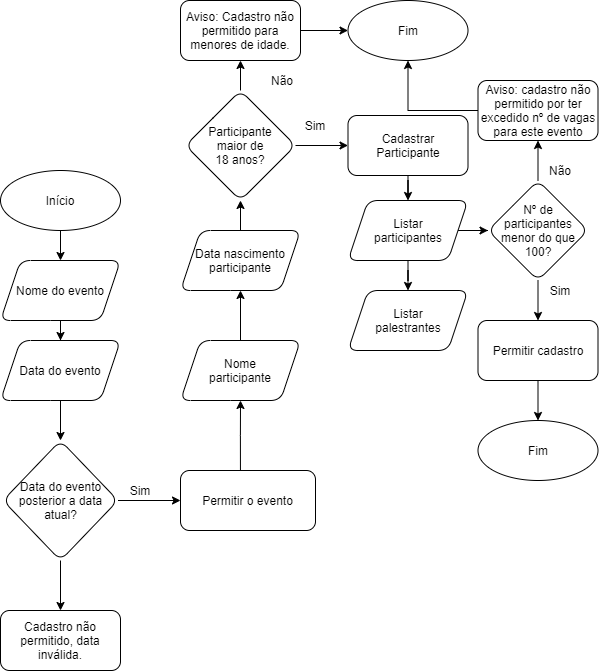 Início
Nome do evento
Data do evento
Data do evento
posterior a data
atual?
Cadastro não
permitido, data
inválida.
Sim
Permitir o evento
Nome
participante
Data nascimento
participante
Participante
maior de
18 anos?
Não
Aviso: Cadastro não
permitido para
menores de idade.
Fim
Sim
Cadastrar
Participante
Listar
participantes
Listar
palestrantes
Nº de
participantes
menor do que
100?
Não
Aviso: cadastro não
permitido por ter
excedido nº de vagas
para este evento
Sim
Permitir cadastro
Fim